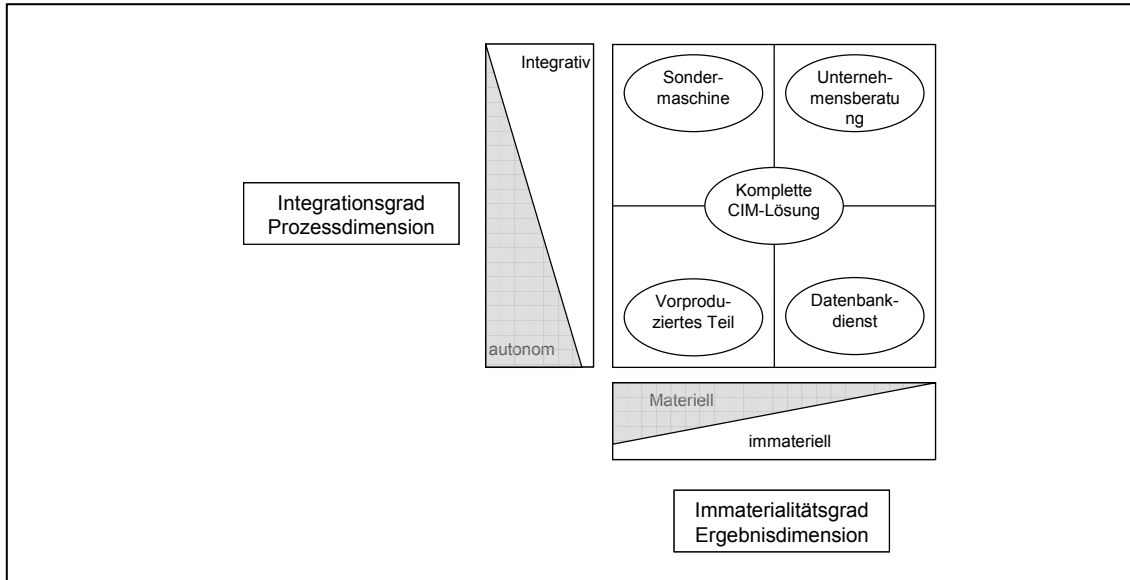 Integrativ
autonom
Integrationsgrad
Prozessdimension
Sonder-
maschine
Unterneh-
mensberatu
ng
Komplette
CIM-Lösung
Vorprodu-
ziertes Teil
Datenbank-
dienst
Materiell
immateriell
Immaterialitätsgrad
Ergebnisdimension